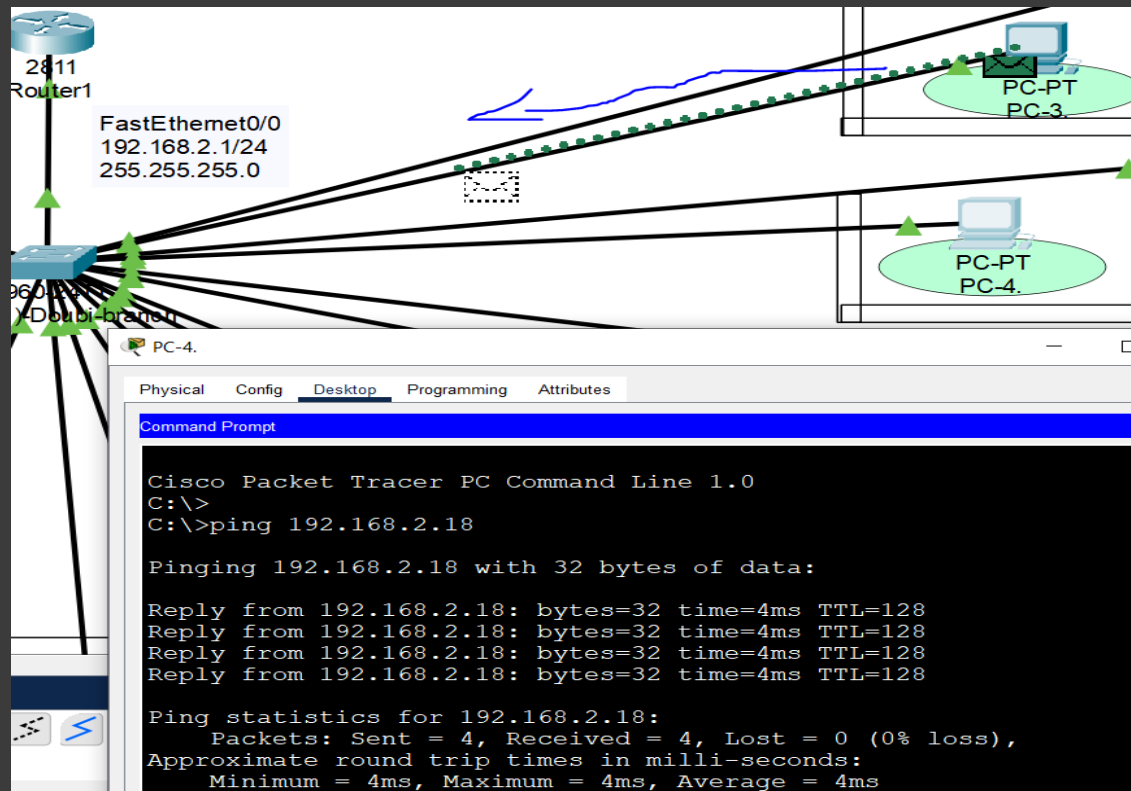 2811
Router1
FastEthernet0/0
192.168.2.1/24
255.255.255.0
PC-PT
PC-3.
PC-PT
PC-4.
Doubi-branch
PC-4.
Physical Config Desktop Programming Attributes
Command Prompt
Cisco Packet Tracer PC Command Line 1.0
C:\>
C:\>ping 192.168.2.18
Pinging 192.168.2.18 with 32 bytes of data:
Reply from 192.168.2.18: bytes=32 time=4ms TTL=128
Reply from 192.168.2.18: bytes=32 time=4ms TTL=128
Reply from 192.168.2.18: bytes=32 time=4ms TTL=128
Reply from 192.168.2.18: bytes=32 time=4ms TTL=128
Ping statistics for 192.168.2.18:
Packets: Sent = 4, Received = 4, Lost = 0 (0% loss),
Approximate round trip times in milli-seconds:
Minimum = 4ms, Maximum = 4ms, Average = 4ms